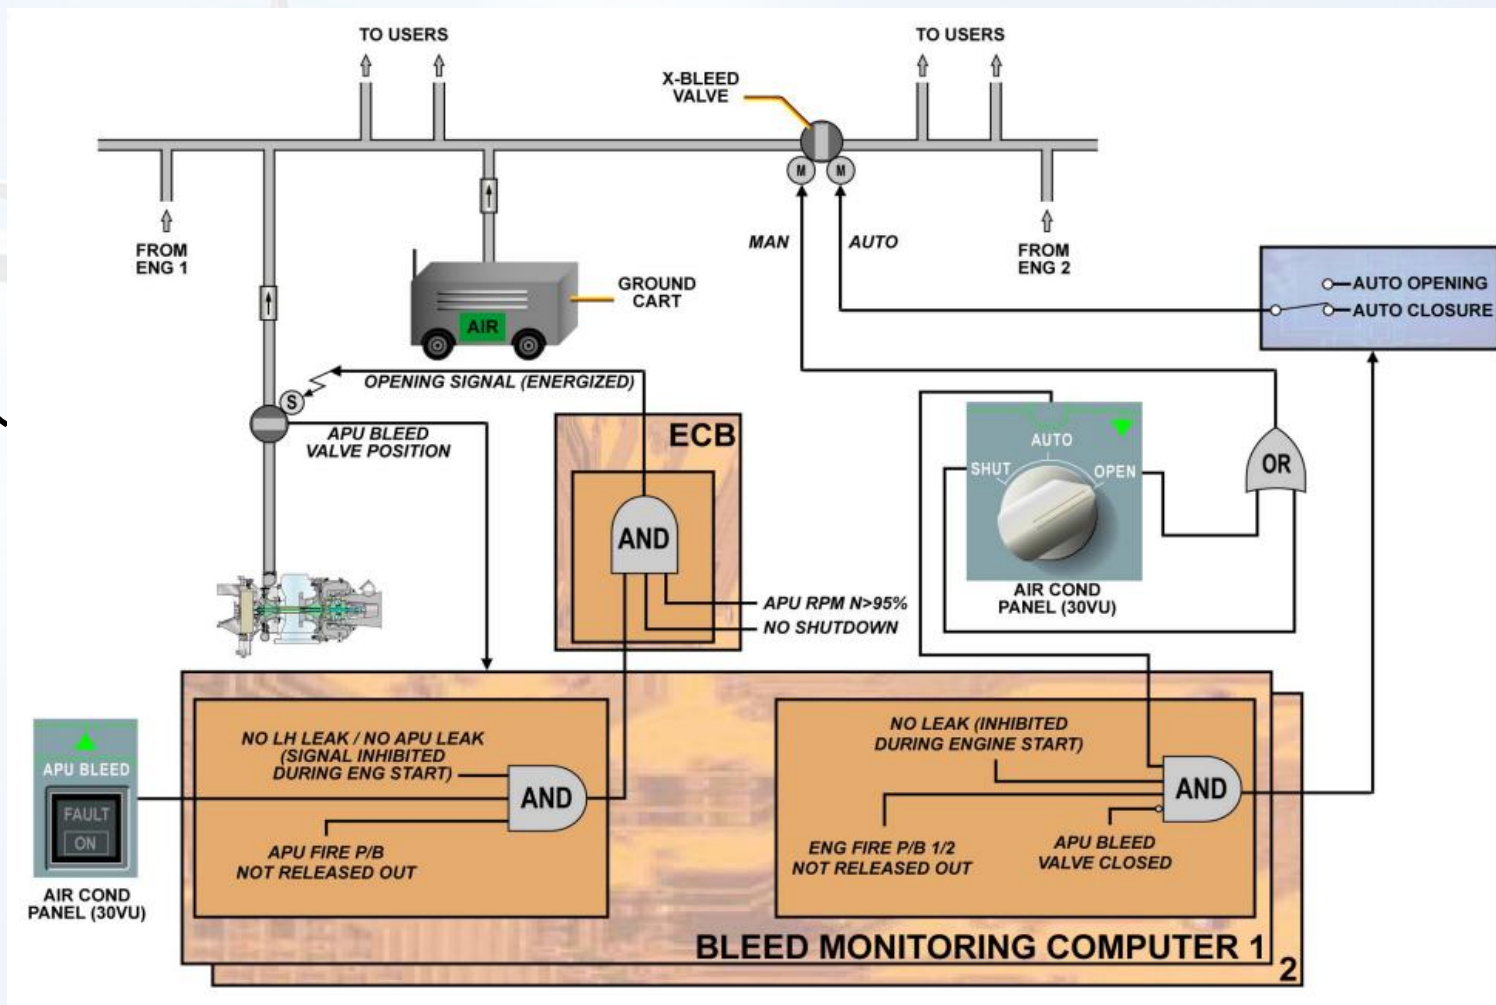 TO USERS
TO USERS
X-BLEED
VALVE
M
M
MAN
AUTO
FROM
ENG 1
FROM
ENG 2
GROUND
CART
AIR
AUTO OPENING
AUTO CLOSURE
OPENING SIGNAL (ENERGIZED)
S
APU BLEED
VALVE POSITION
ECB
AND
AUTO
SHUT
OPEN
OR
AIR COND
PANEL (30VU)
APU RPM N>95%
NO SHUTDOWN
NO LH LEAK / NO APU LEAK
(SIGNAL INHIBITED
DURING ENG START)
AND
APU FIRE P/B
NOT RELEASED OUT
NO LEAK (INHIBITED
DURING ENGINE START)
AND
ENG FIRE P/B 1/2
NOT RELEASED OUT
APU BLEED
VALVE CLOSED
APU BLEED
FAULT
ON
AIR COND
PANEL (30VU)
BLEED MONITORING COMPUTER 1
2